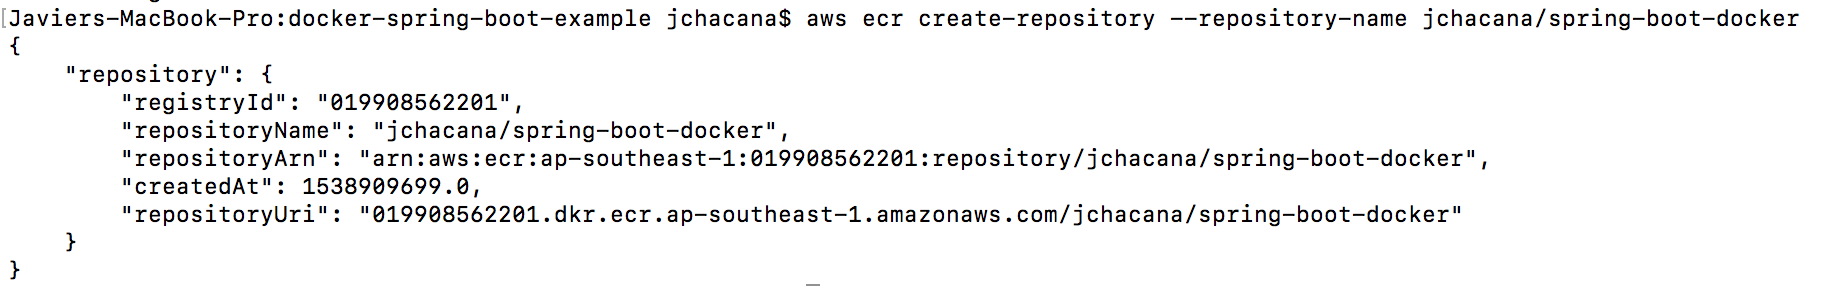 [Javiers-MacBook-Pro:docker-spring-boot-example jchacana$ aws ecr create-repository --repository-name jchacana/spring-boot-docker
{
    "repository": {
        "registryId": "019908562201",
        "repositoryName": "jchacana/spring-boot-docker",
        "repositoryArn": "arn:aws:ecr:ap-southeast-1:019908562201:repository/jchacana/spring-boot-docker",
        "createdAt": 1538909699.0,
        "repositoryUri": "019908562201.dkr.ecr.ap-southeast-1.amazonaws.com/jchacana/spring-boot-docker"
    }
}